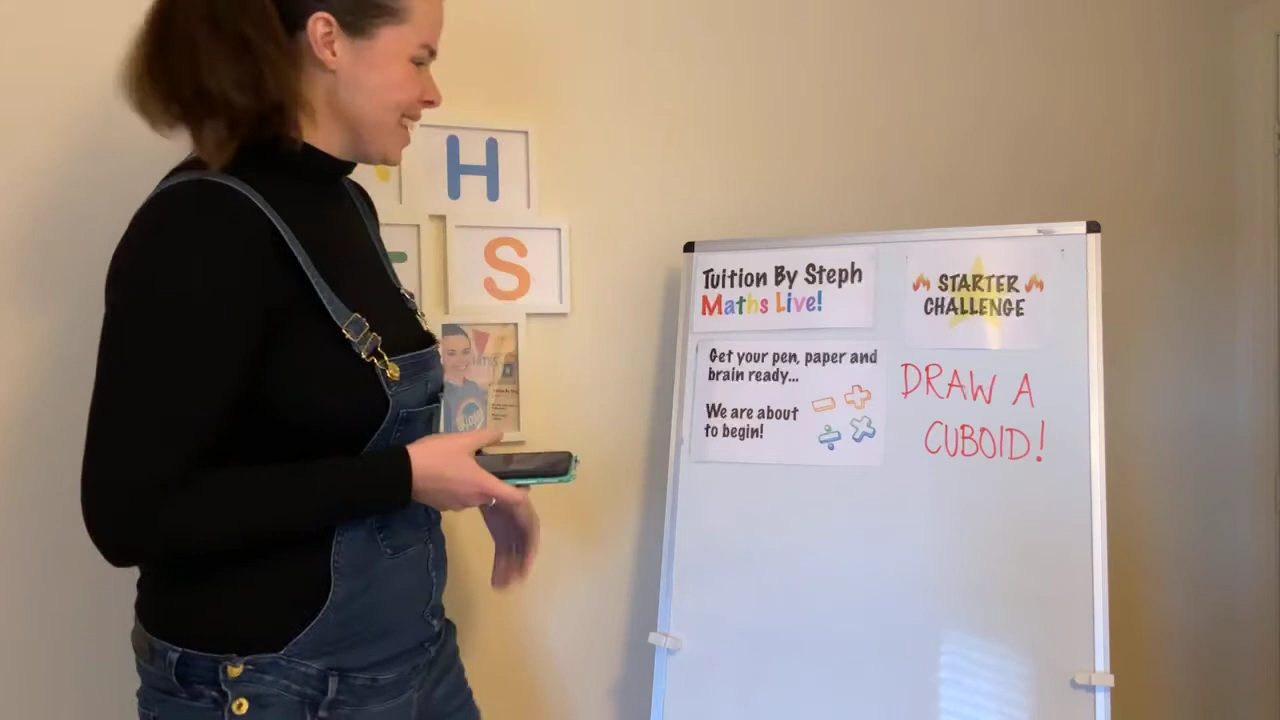 H
S
Tuition By Steph
Maths Live!
Get your pen, paper and
brain ready...
We are about
to begin!
STARTER
CHALLENGE
DRAW A
CUBOID!